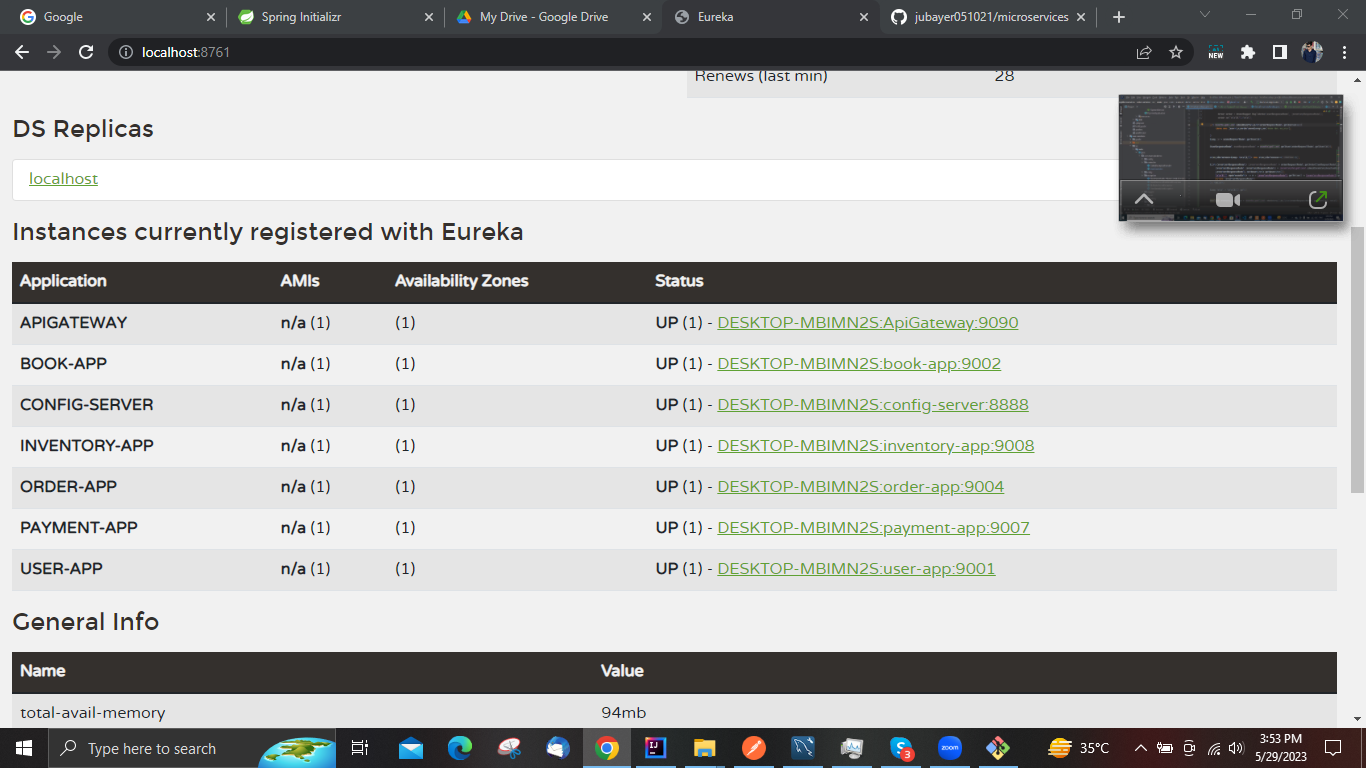 Google
Spring Initializr
My Drive - Google Drive
Eureka
jubayer051021/microservices
localhost:8761
NEW
Renews (last min) 28
DS Replicas
localhost
Instances currently registered with Eureka
Application AMIs Availability Zones Status
APIGATEWAY n/a (1) (1) UP (1) - DESKTOP-MBIMN2S:ApiGateway:9090
BOOK-APP n/a (1) (1) UP (1) - DESKTOP-MBIMN2S:book-app:9002
CONFIG-SERVER n/a (1) (1) UP (1) - DESKTOP-MBIMN2S:config-server:8888
INVENTORY-APP n/a (1) (1) UP (1) - DESKTOP-MBIMN2S:inventory-app:9008
ORDER-APP n/a (1) (1) UP (1) - DESKTOP-MBIMN2S:order-app:9004
PAYMENT-APP n/a (1) (1) UP (1) - DESKTOP-MBIMN2S:payment-app:9007
USER-APP n/a (1) (1) UP (1) - DESKTOP-MBIMN2S:user-app:9001
General Info
Name Value
total-avail-memory 94mb
Type here to search
IJ
3
zoom
35°C
3:53 PM
5/29/2023